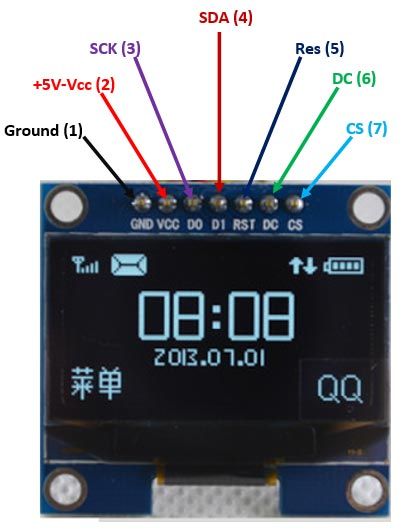 SDA (4)
SCK (3)
Res (5)
+5V-Vcc (2)
DC (6)
Ground (1)
CS (7)
GND VCC D0 D1 RST DC CS
08:08
2013.07.01
菜单
QQ